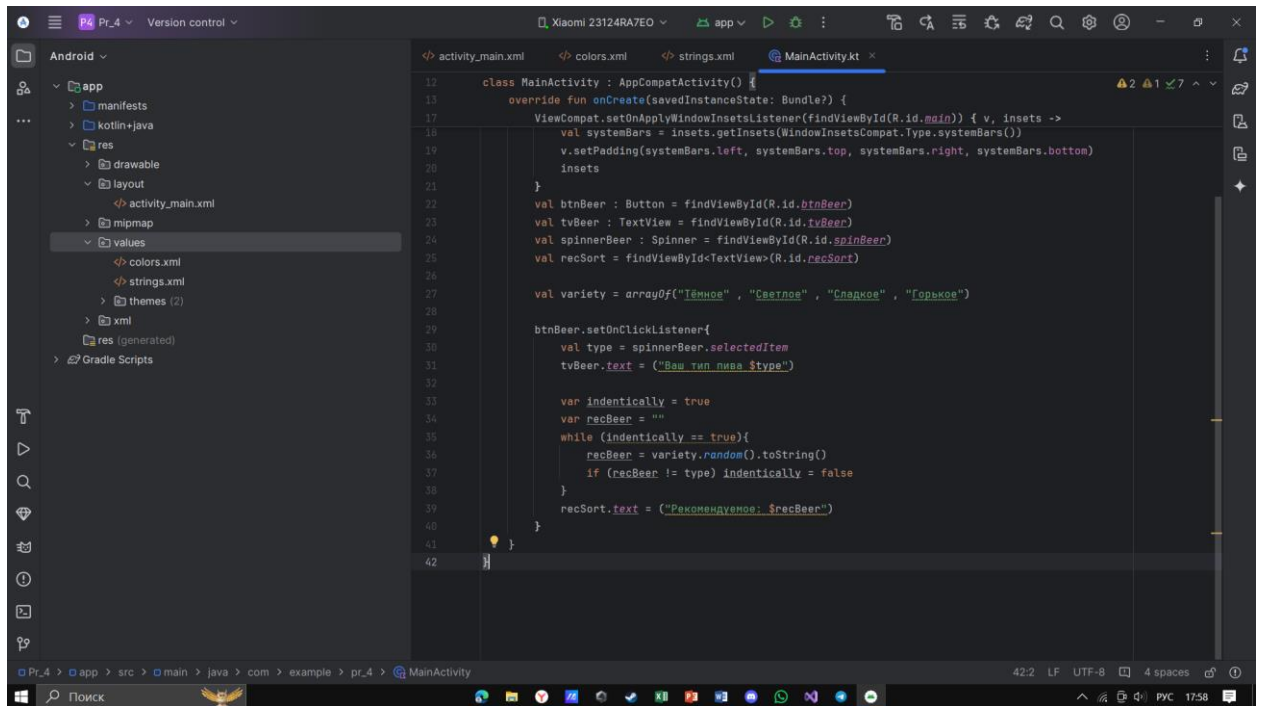 P4 Pr_4 Version control Xiaomi 23124RA7EO app
Android
app
manifests
kotlin+java
res
drawable
layout
activity_main.xml
mipmap
values
colors.xml
strings.xml
themes (2)
xml
res (generated)
Gradle Scripts
activity_main.xml colors.xml strings.xml MainActivity.kt
2 1 7
12 class MainActivity : AppCompatActivity() {
13 override fun onCreate(savedInstanceState: Bundle?) {
17 ViewCompat.setOnApplyWindowInsetsListener(findViewById(R.id.main)) { v, insets ->
18 val systemBars = insets.getInsets(WindowInsetsCompat.Type.systemBars())
19 v.setPadding(systemBars.left, systemBars.top, systemBars.right, systemBars.bottom)
20 insets
21 }
22 val btnBeer : Button = findViewById(R.id.btnBeer)
23 val tvBeer : TextView = findViewById(R.id.tvBeer)
24 val spinnerBeer : Spinner = findViewById(R.id.spinBeer)
25 val recSort = findViewById<TextView>(R.id.recSort)
26
27 val variety = arrayOf("Тёмное" , "Светлое" , "Сладкое" , "Горькое")
28
29 btnBeer.setOnClickListener{
30 val type = spinnerBeer.selectedItem
31 tvBeer.text = ("Ваш тип пива $type")
32
33 var indentically = true
34 var recBeer = ""
35 while (indentically == true){
36 recBeer = variety.random().toString()
37 if (recBeer != type) indentically = false
38 }
39 recSort.text = ("Рекомендуемое: $recBeer")
40 }
41 }
42 }
Pr_4 > app > src > main > java > com > example > pr_4 > MainActivity 42:2 LF UTF-8 4 spaces
Поиск РУС 17:58